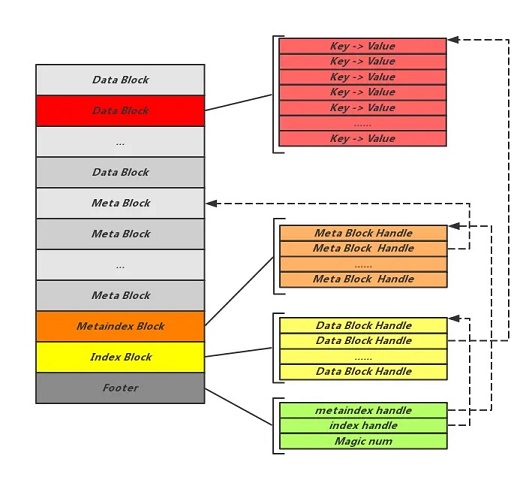 Data Block
Data Block
...
Data Block
Meta Block
Meta Block
...
Meta Block
Metaindex Block
Index Block
Footer
Key -> Value
Key -> Value
Key -> Value
Key -> Value
Key -> Value
......
Key -> Value
Meta Block Handle
Meta Block Handle
......
Meta Block Handle
Data Block Handle
Data Block Handle
......
Data Block Handle
metaindex handle
index handle
Magic num